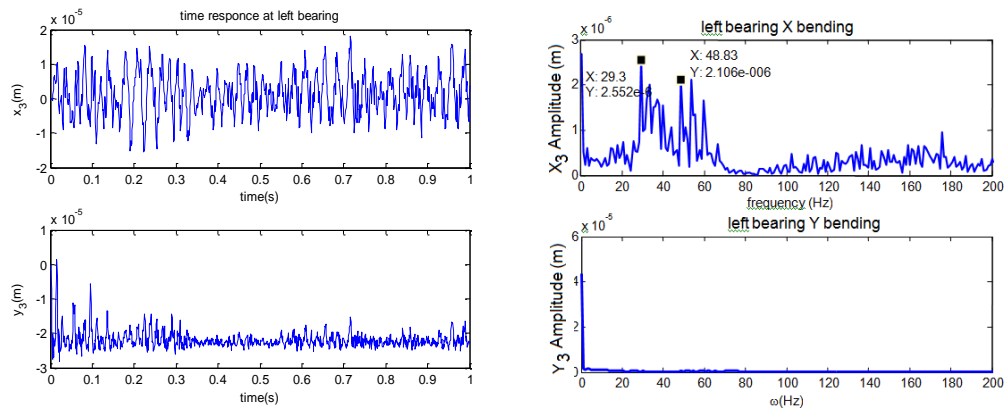 time responce at left bearing
x 10⁻⁵
2
1
0
-1
-2
x_3(m)
0 0.1 0.2 0.3 0.4 0.5 0.6 0.7 0.8 0.9 1
time(s)
x 10⁻⁵
1
0
-1
-2
-3
y_3(m)
0 0.1 0.2 0.3 0.4 0.5 0.6 0.7 0.8 0.9 1
time(s)
left bearing X bending
x 10⁻⁶
3
2
1
0
X_3 Amplitude (m)
X: 29.3
Y: 2.552e-6
X: 48.83
Y: 2.106e-006
0 20 40 60 80 100 120 140 160 180 200
frequency (Hz)
left bearing Y bending
x 10⁻⁵
6
4
2
0
Y_3 Amplitude (m)
0 20 40 60 80 100 120 140 160 180 200
ω(Hz)